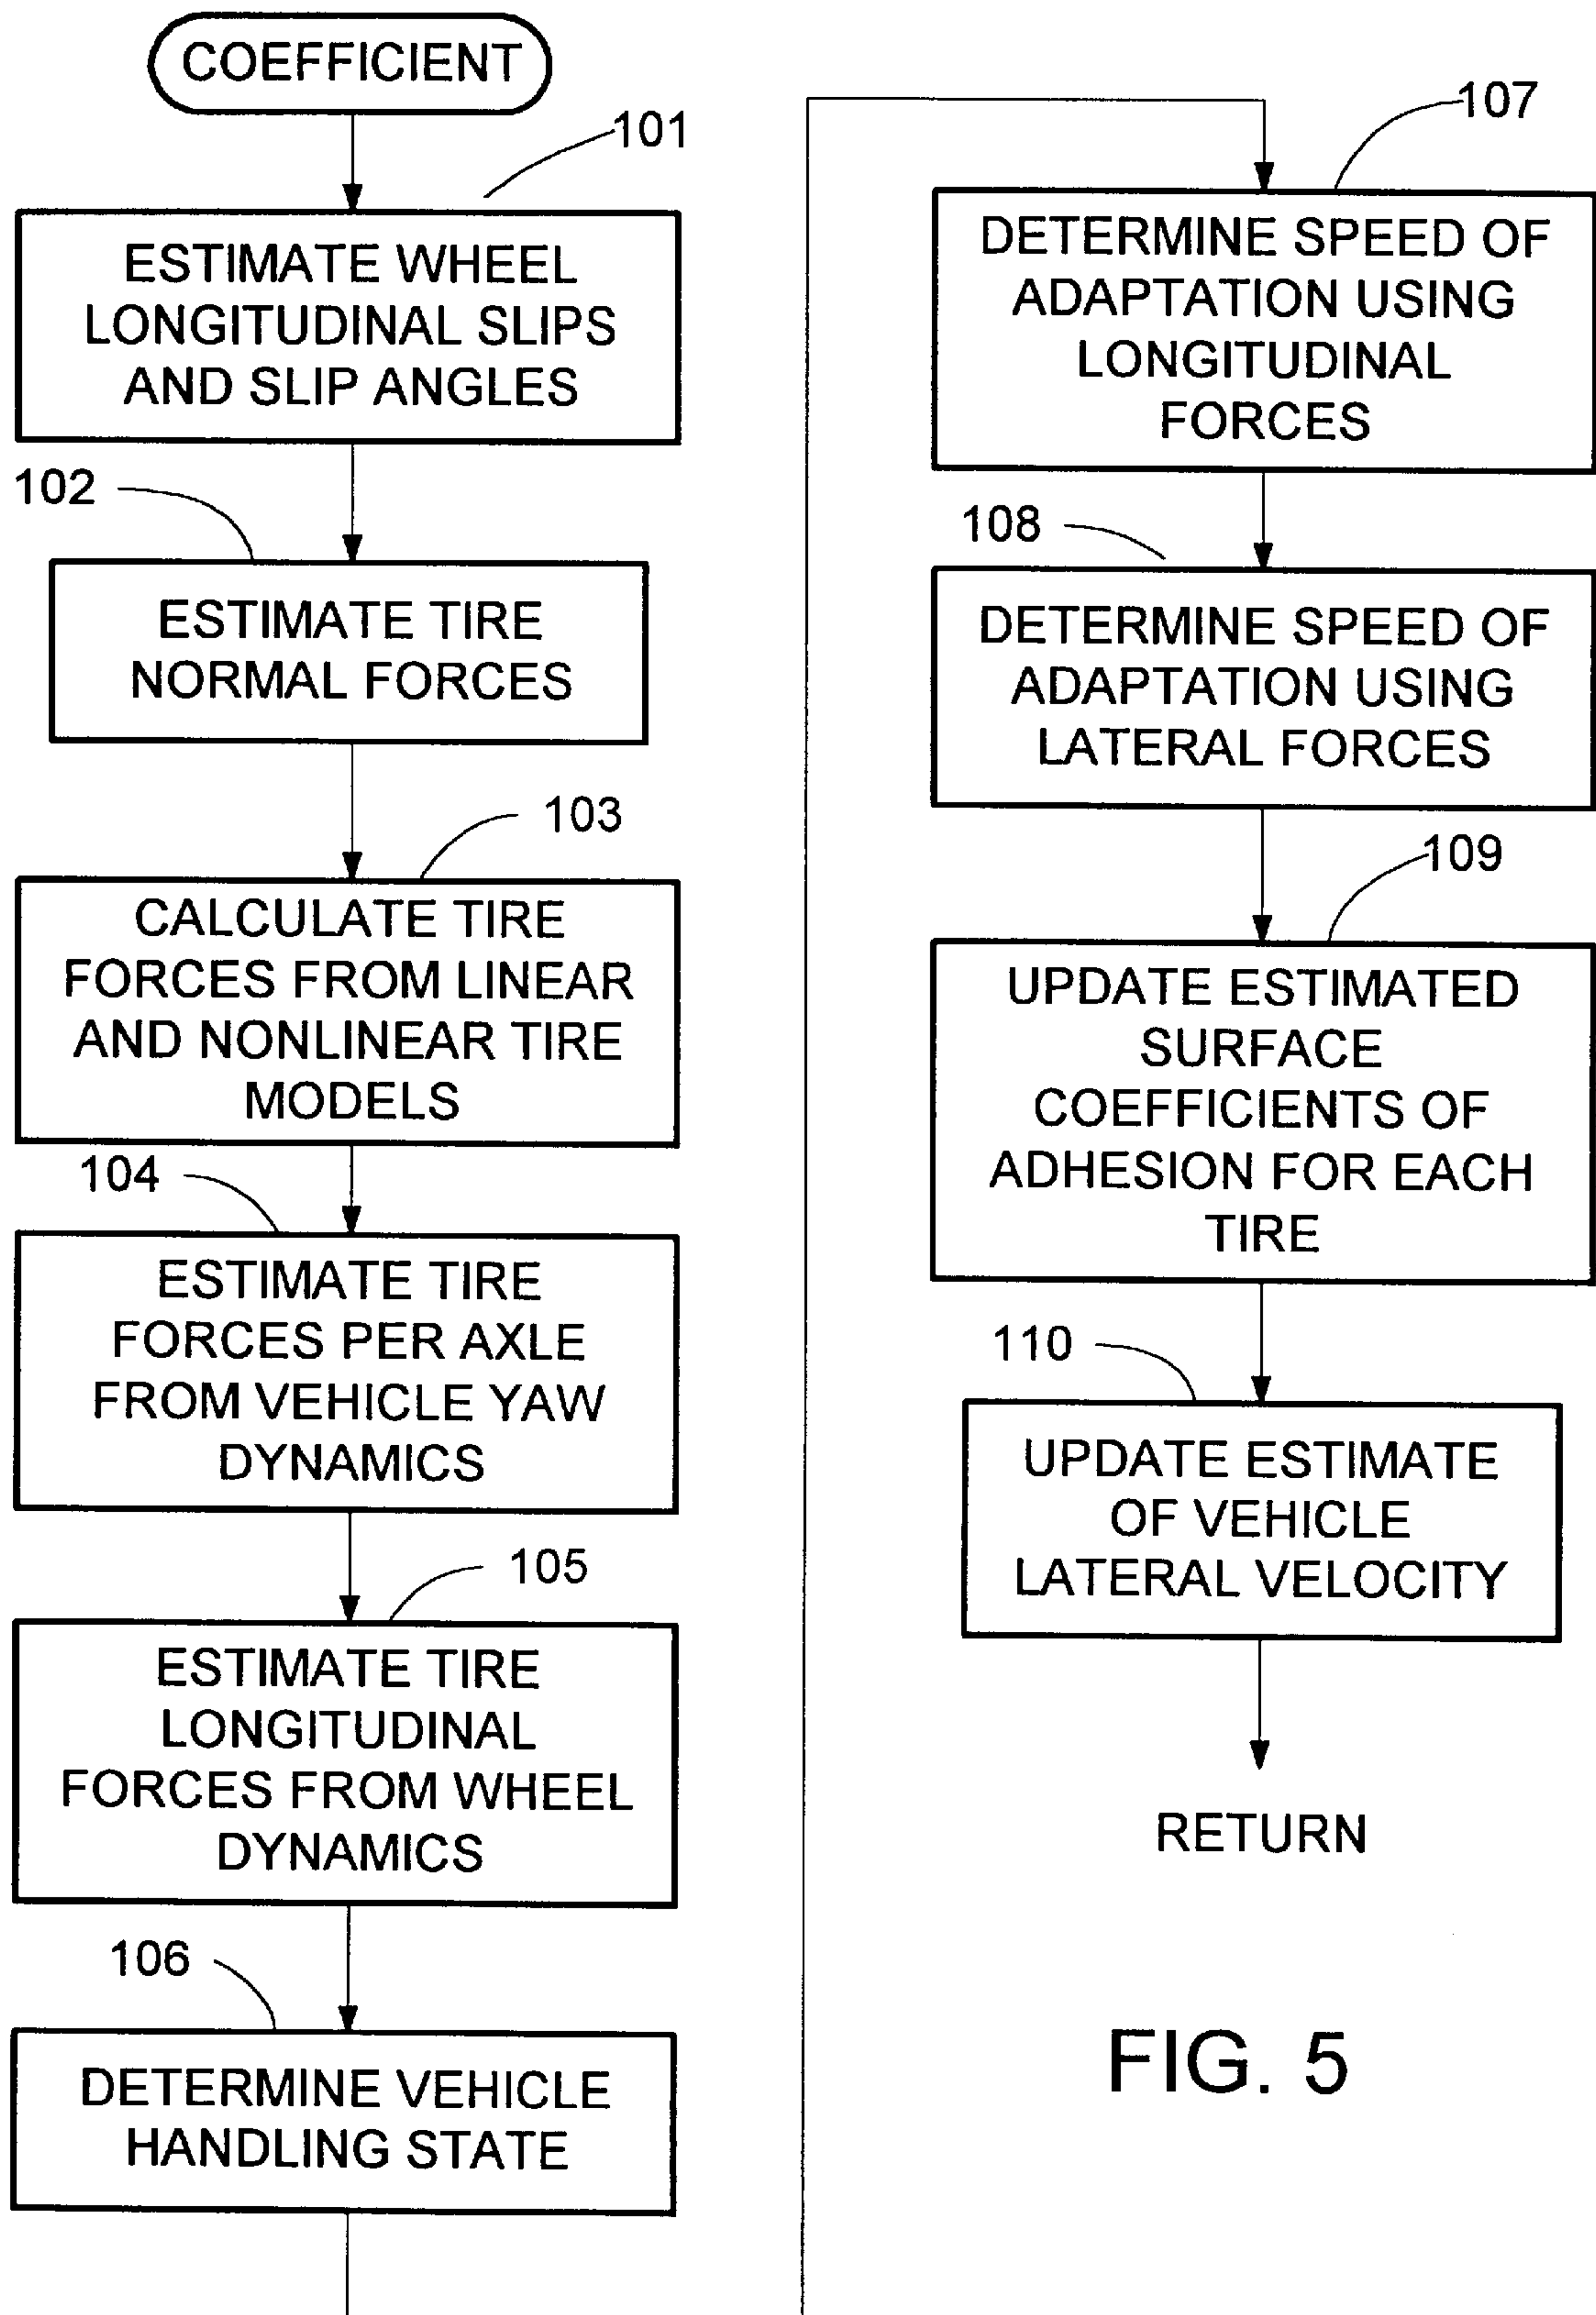 COEFFICIENT
101
ESTIMATE WHEEL
LONGITUDINAL SLIPS
AND SLIP ANGLES
102
ESTIMATE TIRE
NORMAL FORCES
103
CALCULATE TIRE
FORCES FROM LINEAR
AND NONLINEAR TIRE
MODELS
104
ESTIMATE TIRE
FORCES PER AXLE
FROM VEHICLE YAW
DYNAMICS
105
ESTIMATE TIRE
LONGITUDINAL
FORCES FROM WHEEL
DYNAMICS
106
DETERMINE VEHICLE
HANDLING STATE
107
DETERMINE SPEED OF
ADAPTATION USING
LONGITUDINAL
FORCES
108
DETERMINE SPEED OF
ADAPTATION USING
LATERAL FORCES
109
UPDATE ESTIMATED
SURFACE
COEFFICIENTS OF
ADHESION FOR EACH
TIRE
110
UPDATE ESTIMATE
OF VEHICLE
LATERAL VELOCITY
RETURN
FIG. 5